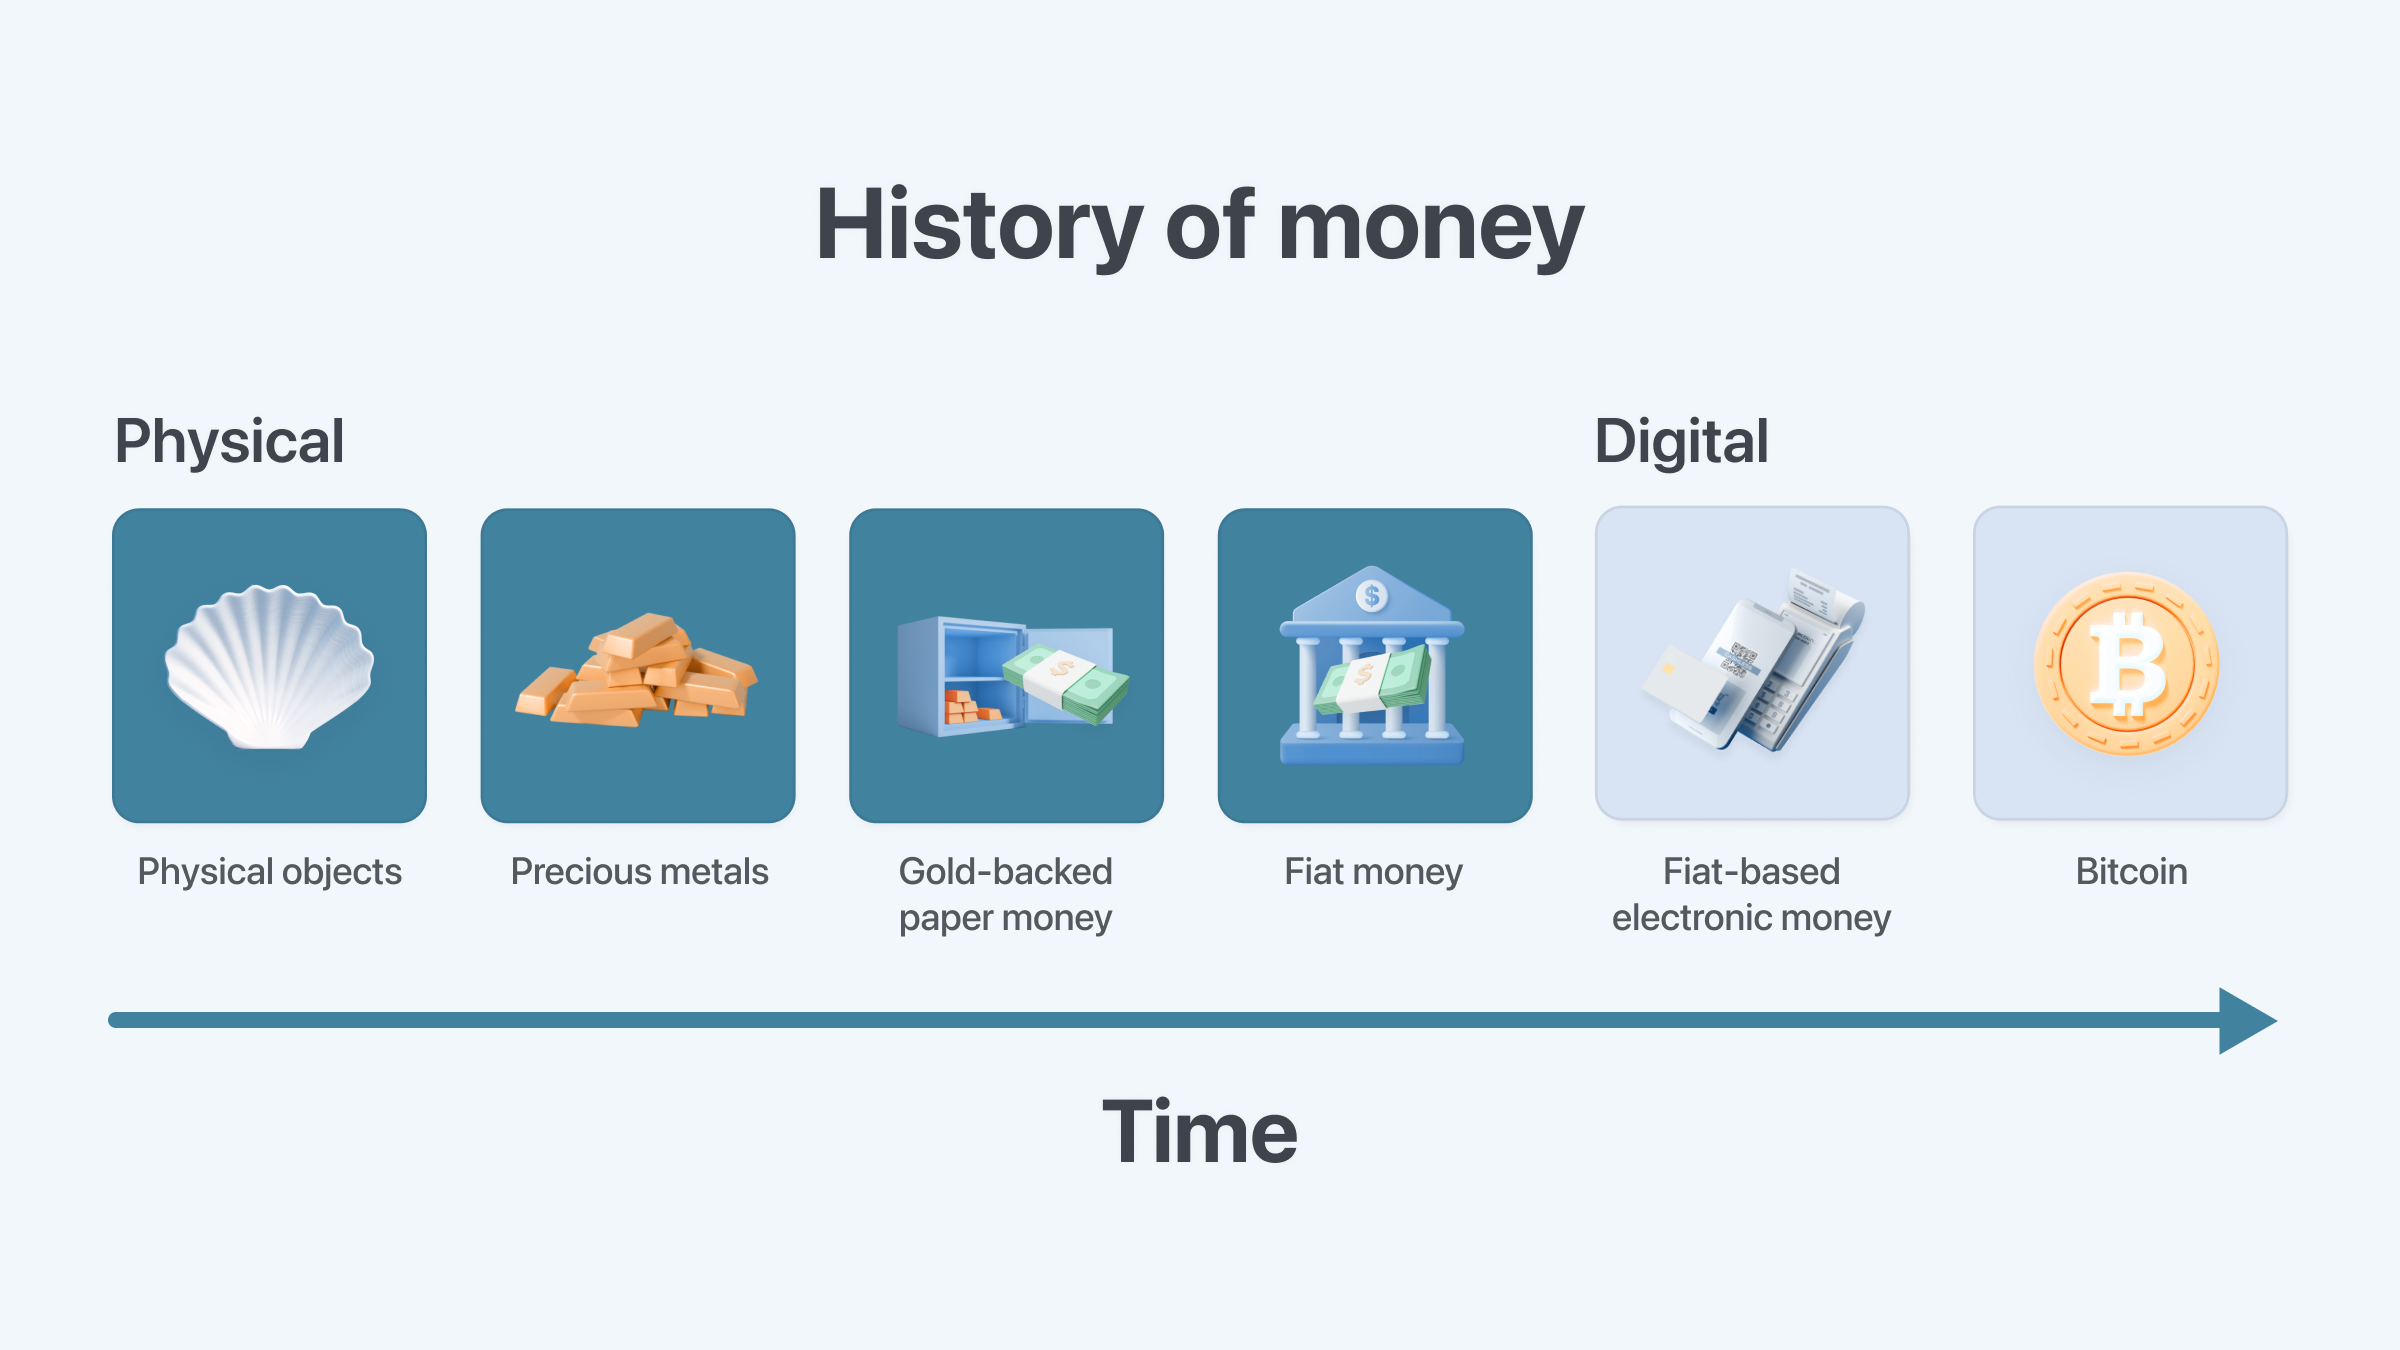 History of money
Physical
Digital
Physical objects
Precious metals
Gold-backed
paper money
Fiat money
Fiat-based
electronic money
Bitcoin
Time